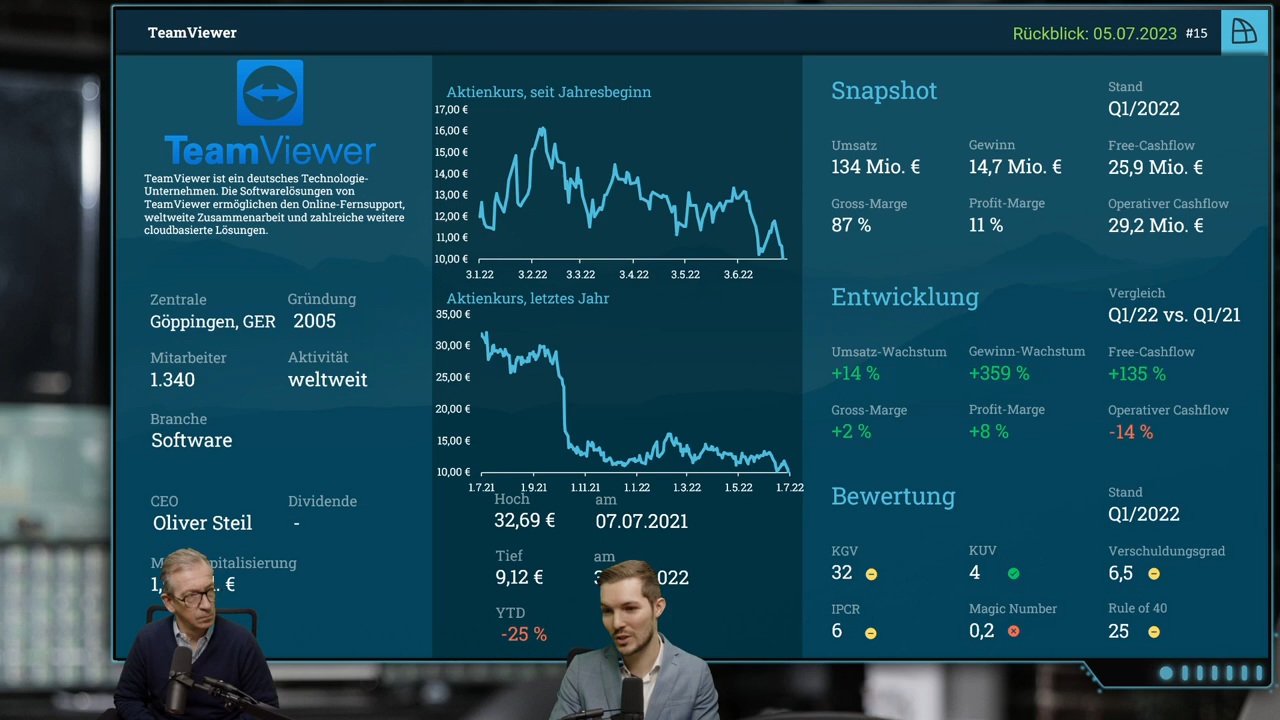 TeamViewer
Rückblick: 05.07.2023 #15
TeamViewer
TeamViewer ist ein deutsches Technologie-
Unternehmen. Die Softwarelösungen von
TeamViewer ermöglichen den Online-Fernsupport,
weltweite Zusammenarbeit und zahlreiche weitere
cloudbasierte Lösungen.
Zentrale
Göppingen, GER
Gründung
2005
Mitarbeiter
1.340
Aktivität
weltweit
Branche
Software
CEO
Oliver Steil
Dividende
-
€
Aktienkurs, seit Jahresbeginn
17,00 €
16,00 €
15,00 €
14,00 €
13,00 €
12,00 €
11,00 €
10,00 €
3.1.22 3.2.22 3.3.22 3.4.22 3.5.22 3.6.22
Aktienkurs, letztes Jahr
35,00 €
30,00 €
25,00 €
20,00 €
15,00 €
10,00 €
1.7.21 1.9.21 1.11.21 1.1.22 1.3.22 1.5.22 1.7.22
Hoch
32,69 €
am
07.07.2021
Tief
9,12 €
am
YTD
-25 %
Snapshot
Stand
Q1/2022
Umsatz
134 Mio. €
Gewinn
14,7 Mio. €
Free-Cashflow
25,9 Mio. €
Gross-Marge
87 %
Profit-Marge
11 %
Operativer Cashflow
29,2 Mio. €
Entwicklung
Vergleich
Q1/22 vs. Q1/21
Umsatz-Wachstum
+14 %
Gewinn-Wachstum
+359 %
Free-Cashflow
+135 %
Gross-Marge
+2 %
Profit-Marge
+8 %
Operativer Cashflow
-14 %
Bewertung
Stand
Q1/2022
KGV
32
KUV
4
Verschuldungsgrad
6,5
IPCR
6
Magic Number
0,2
Rule of 40
25